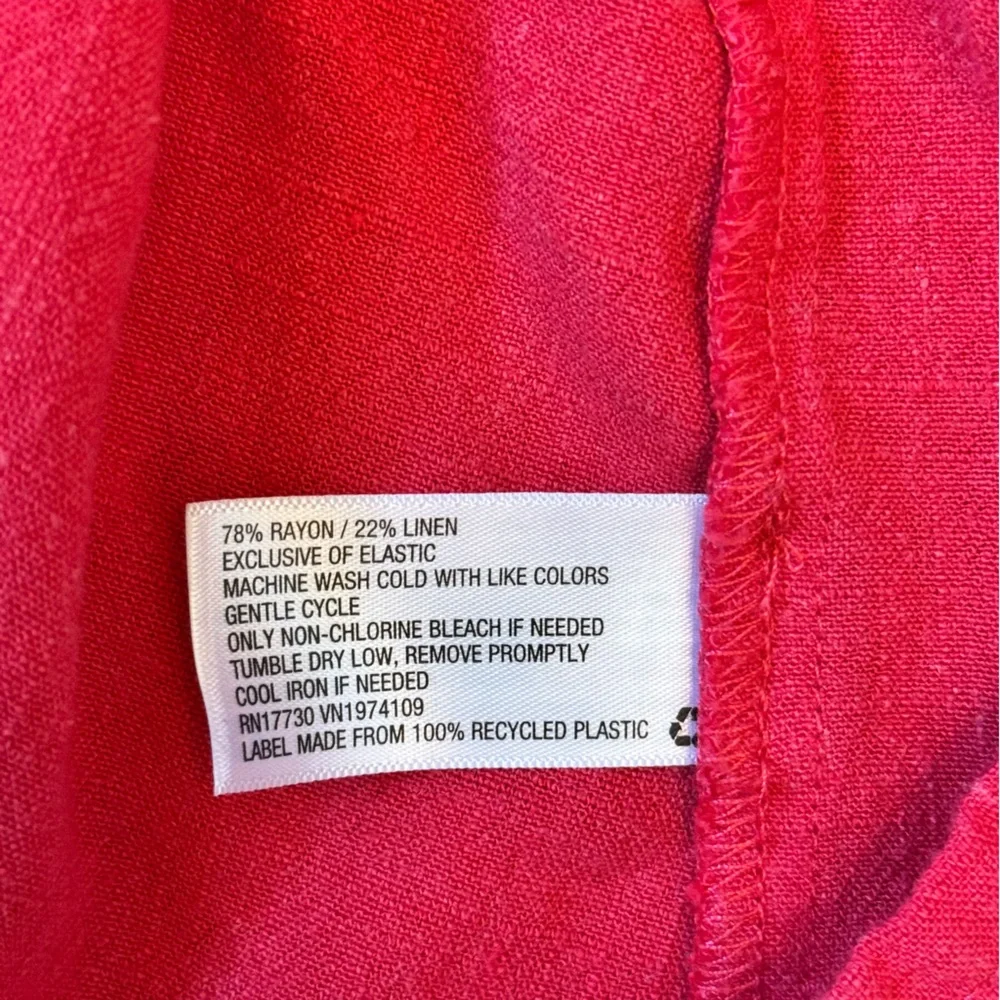 78% RAYON / 22% LINEN
EXCLUSIVE OF ELASTIC
MACHINE WASH COLD WITH LIKE COLORS
GENTLE CYCLE
ONLY NON-CHLORINE BLEACH IF NEEDED
TUMBLE DRY LOW, REMOVE PROMPTLY
COOL IRON IF NEEDED
RN17730 VN1974109
LABEL MADE FROM 100% RECYCLED PLASTIC